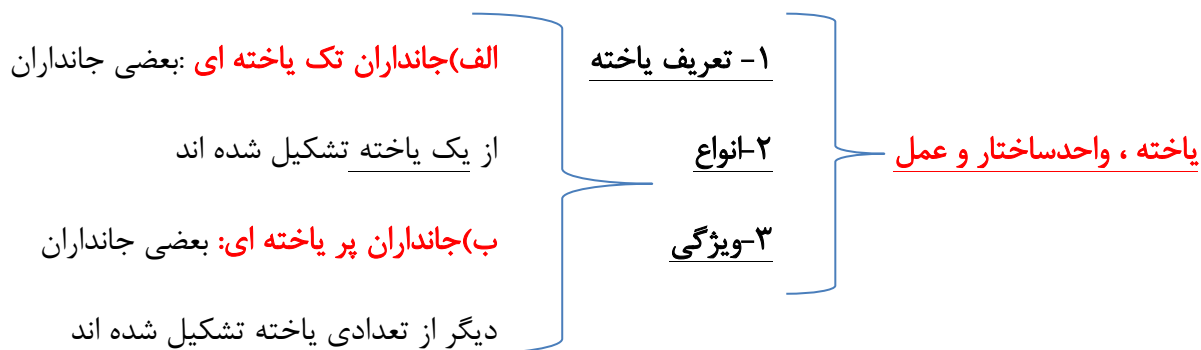 یاخته ، واحدساختار و عمل
۱- تعریف یاخته
۲-انواع
۳-ویژگی
الف)جانداران تک یاخته ای :بعضی جانداران
از یک یاخته تشکیل شده اند
ب)جانداران پر یاخته ای: بعضی جانداران
دیگر از تعدادی یاخته تشکیل شده اند